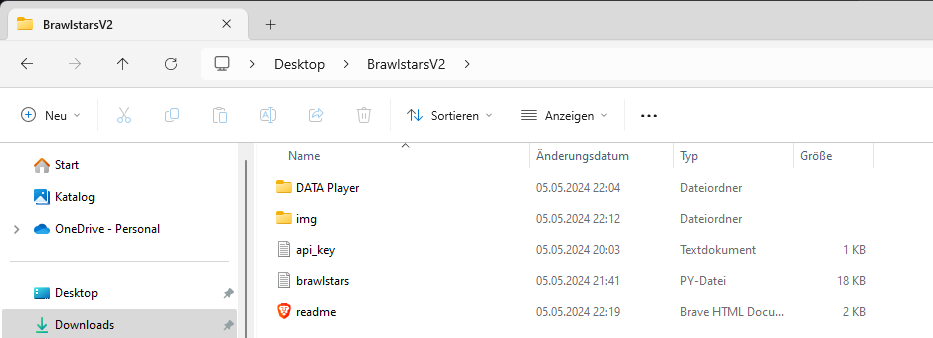 BrawlstarsV2
Desktop BrawlstarsV2
Neu Sortieren Anzeigen
Name Änderungsdatum Typ Größe
Start
Katalog
OneDrive - Personal
Desktop
Downloads
DATA Player 05.05.2024 22:04 Dateiordner
img 05.05.2024 22:12 Dateiordner
api_key 05.05.2024 20:03 Textdokument 1 KB
brawlstars 05.05.2024 21:41 PY-Datei 18 KB
readme 05.05.2024 22:19 Brave HTML Docu... 2 KB